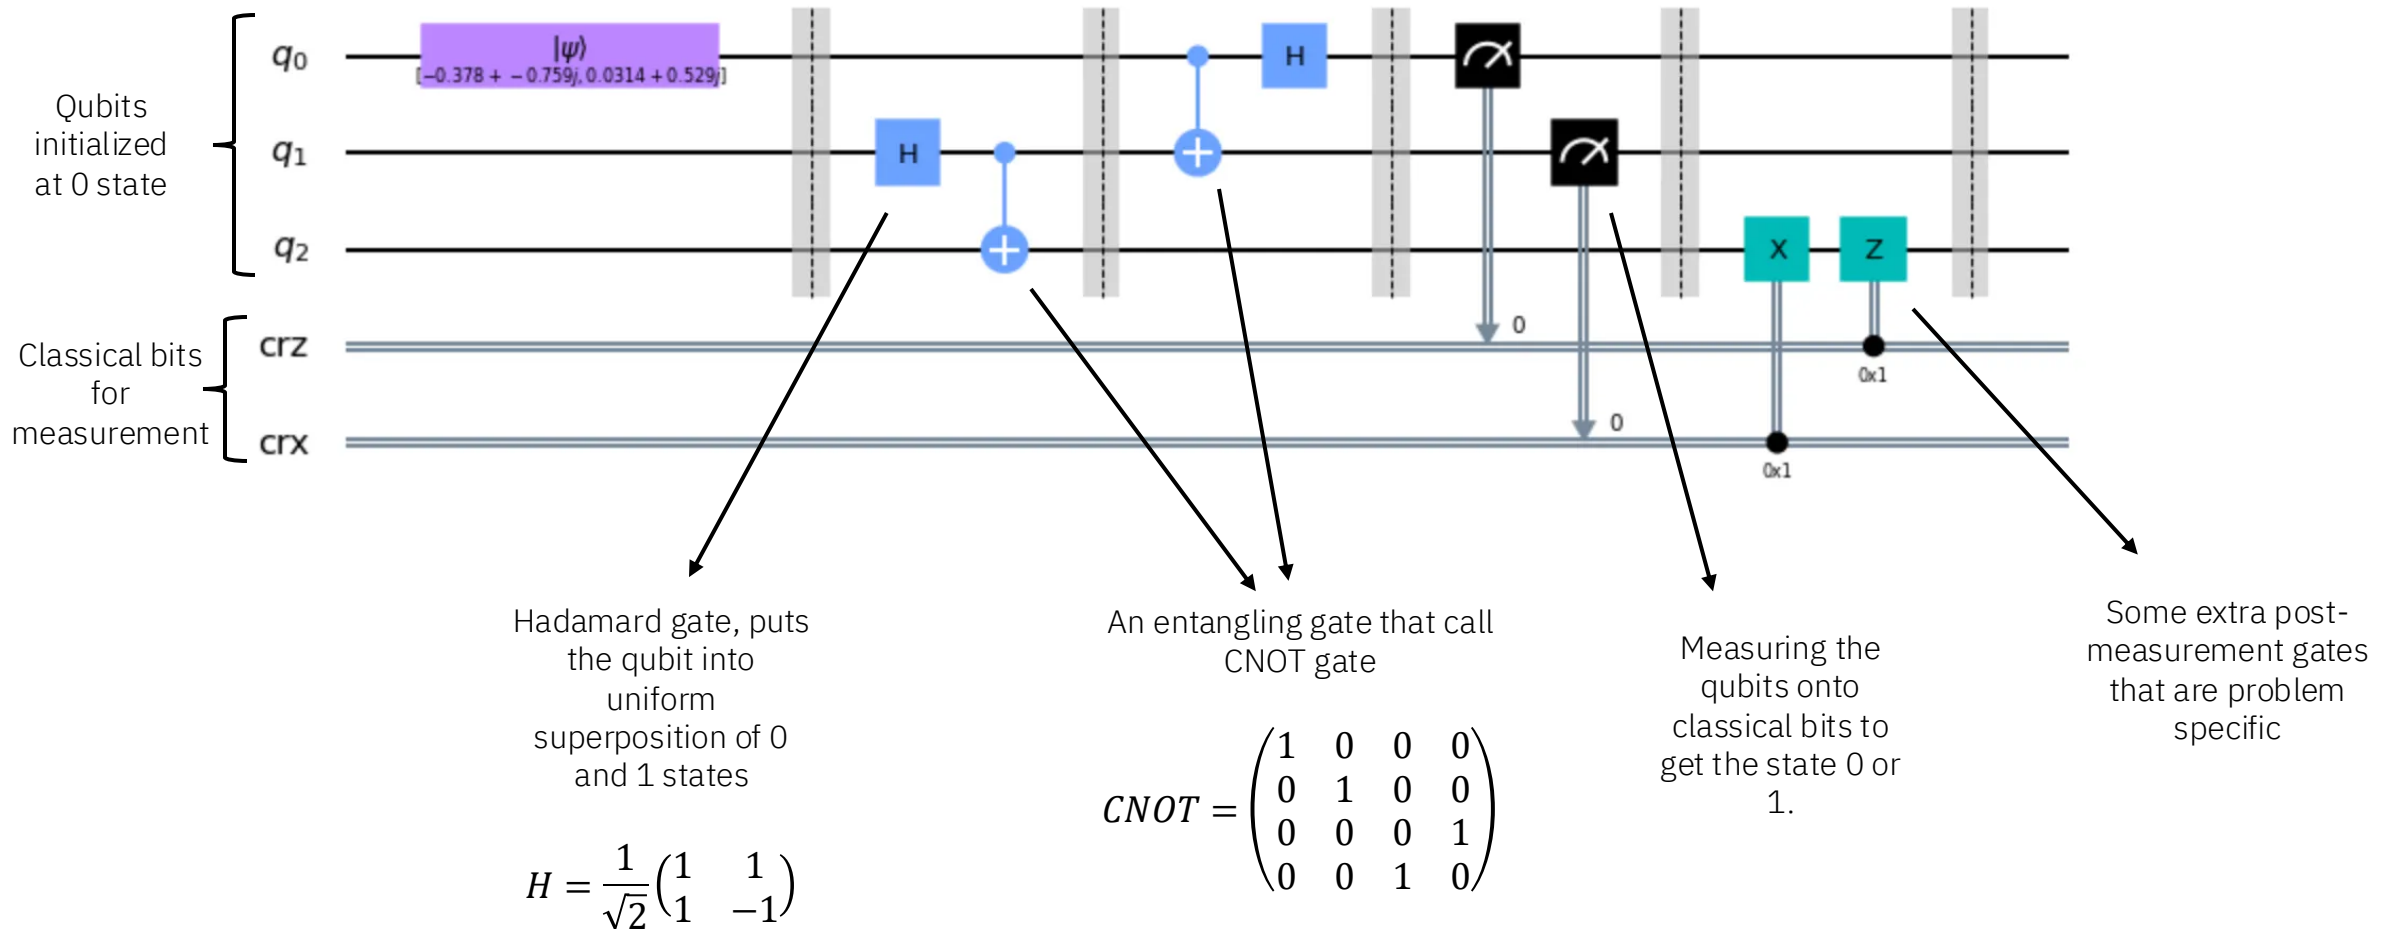 Qubits
initialized
at 0 state
q0
q1
q2
|ψ⟩
[−0.378 + −0.759j, 0.0314 + 0.529j]
H
H
X
Z
Classical bits
for
measurement
crz
crx
0
0
0x1
0x1
Hadamard gate, puts
the qubit into
uniform
superposition of 0
and 1 states
H = 1/√2 (1 1
1 −1)
An entangling gate that call
CNOT gate
CNOT = (1 0 0 0
0 1 0 0
0 0 0 1
0 0 1 0)
Measuring the
qubits onto
classical bits to
get the state 0 or
1.
Some extra post-
measurement gates
that are problem
specific